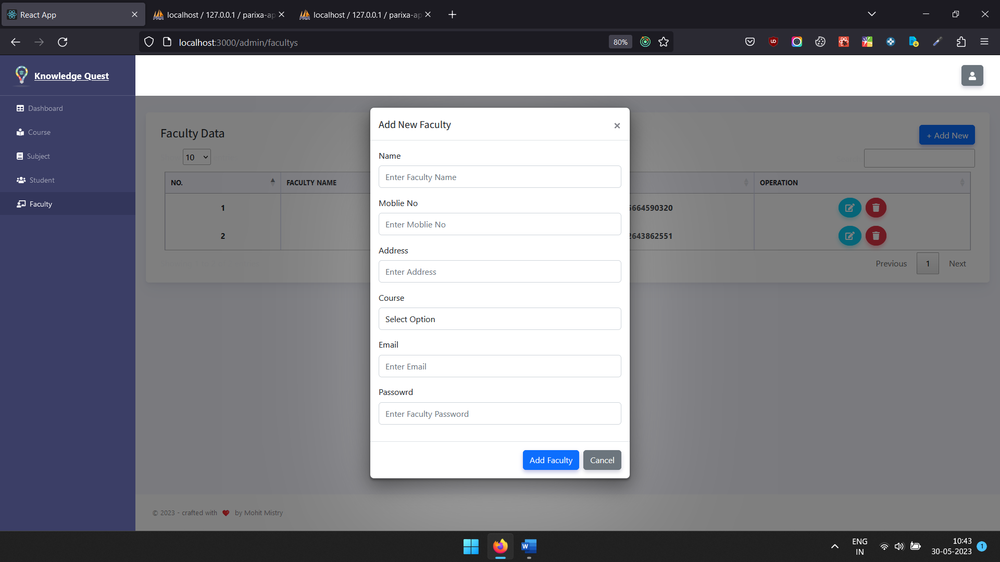 React App
localhost / 127.0.0.1 / parixa-ap
localhost / 127.0.0.1 / parixa-ap
localhost:3000/admin/facultys
80%
Knowledge Quest
Dashboard
Course
Subject
Student
Faculty
Faculty Data
+ Add New
10
NO.
FACULTY NAME
OPERATION
1
664590320
2
643862551
Previous
1
Next
Add New Faculty
×
Name
Enter Faculty Name
Moblie No
Enter Moblie No
Address
Enter Address
Course
Select Option
Email
Enter Email
Passowrd
Enter Faculty Password
Add Faculty
Cancel
© 2023 - crafted with ❤ by Mohit Mistry
ENG
IN
10:43
30-05-2023
1